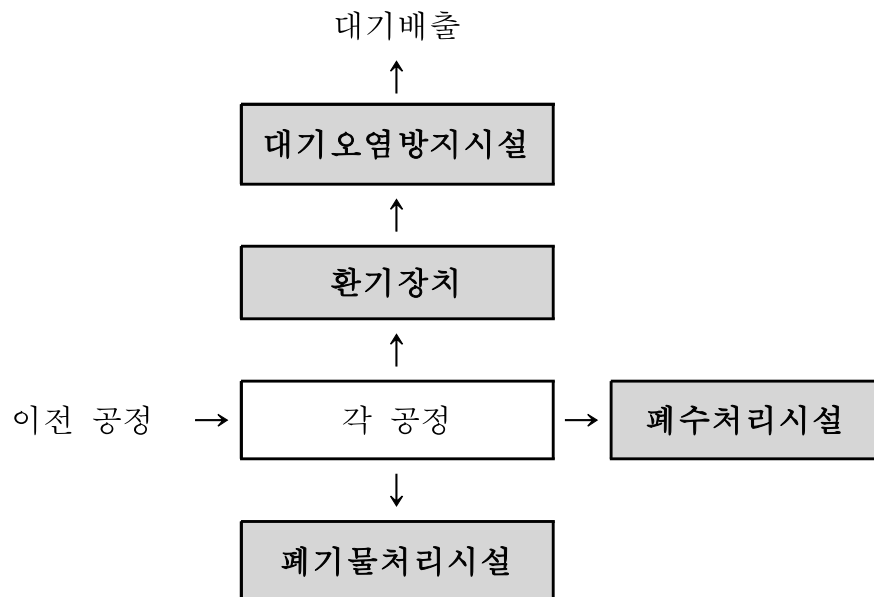 대기배출
↑
대기오염방지시설
↑
환기장치
↑
이전 공정 → 각 공정 → 폐수처리시설
↓
폐기물처리시설